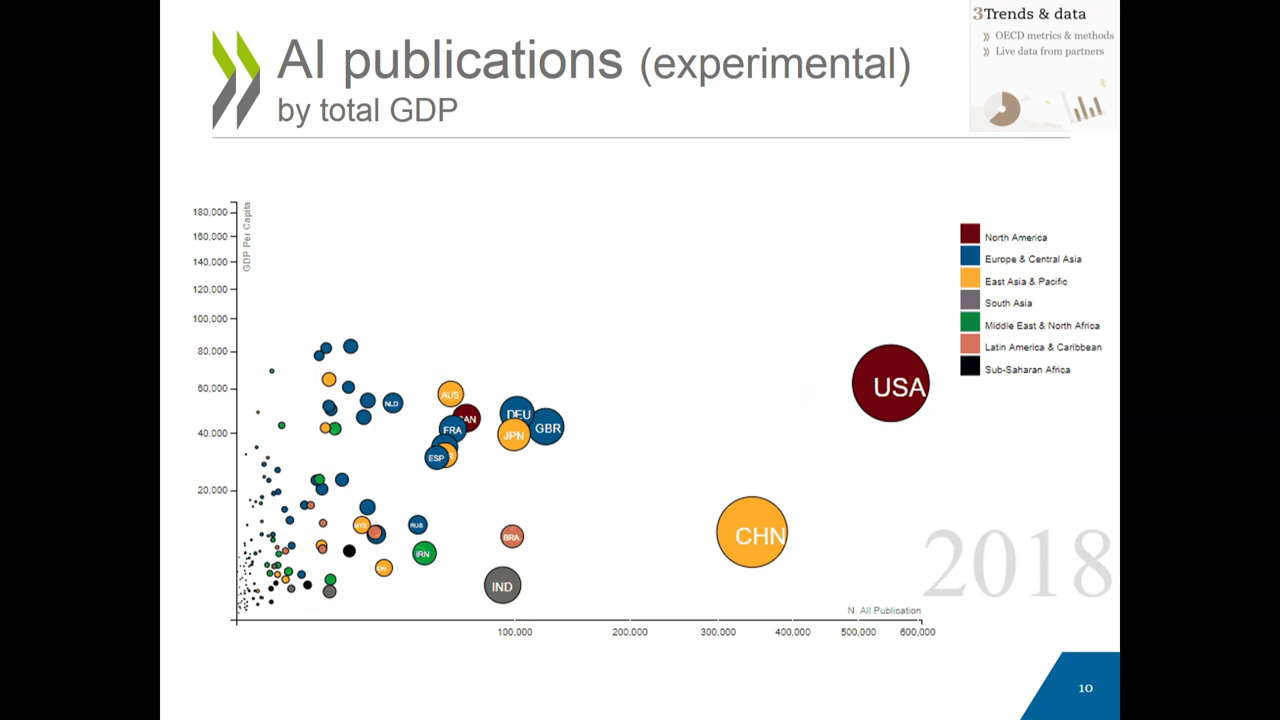 AI publications (experimental)
by total GDP
3Trends & data
OECD metrics & methods
Live data from partners
GDP Per Capita
180,000
160,000
140,000
120,000
100,000
80,000
60,000
40,000
20,000
North America
Europe & Central Asia
East Asia & Pacific
South Asia
Middle East & North Africa
Latin America & Caribbean
Sub-Saharan Africa
USA
AUS
NLD
DEU
GBR
FRA
JPN
ESP
RUS
BRA
CHN
IRN
IND
2018
N. All Publication
100,000
200,000
300,000
400,000
500,000
600,000
10